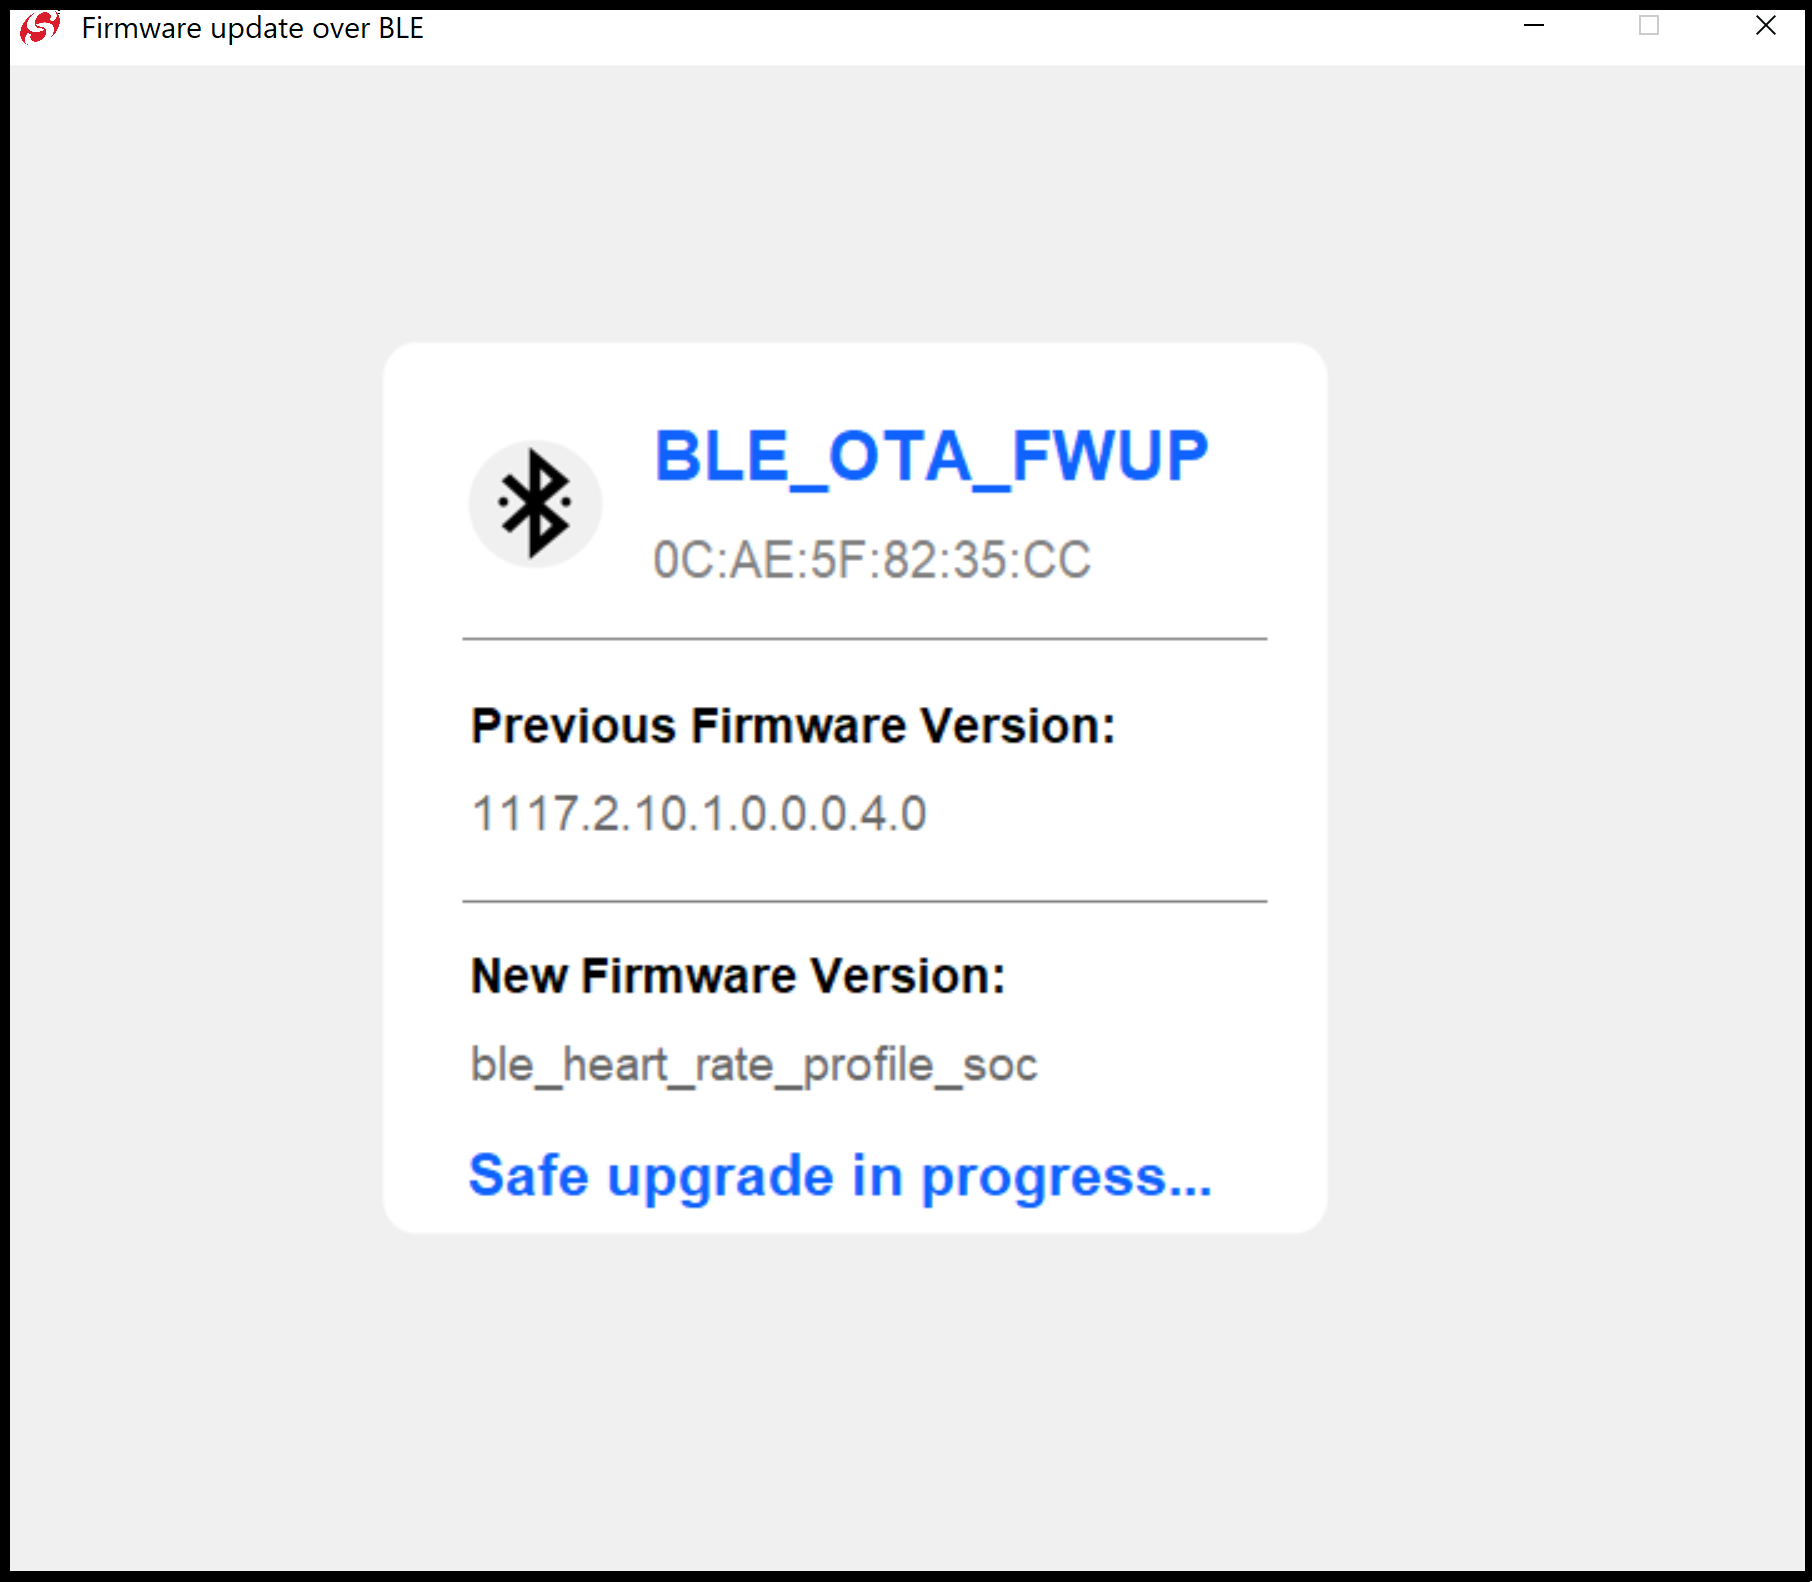 Firmware update over BLE
BLE_OTA_FWUP
0C:AE:5F:82:35:CC
Previous Firmware Version:
1117.2.10.1.0.0.0.4.0
New Firmware Version:
ble_heart_rate_profile_soc
Safe upgrade in progress...